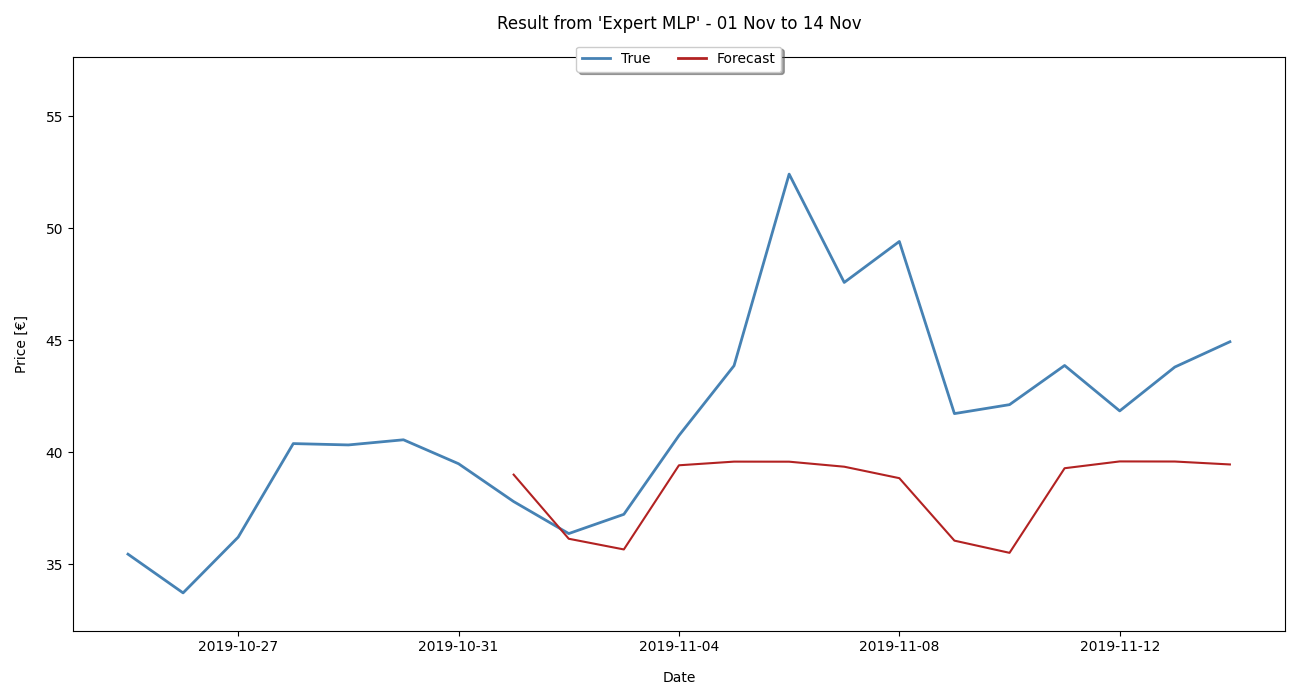 Result from 'Expert MLP' - 01 Nov to 14 Nov
True Forecast
55
50
45
40
35
Price [€]
2019-10-27 2019-10-31 2019-11-04 2019-11-08 2019-11-12
Date